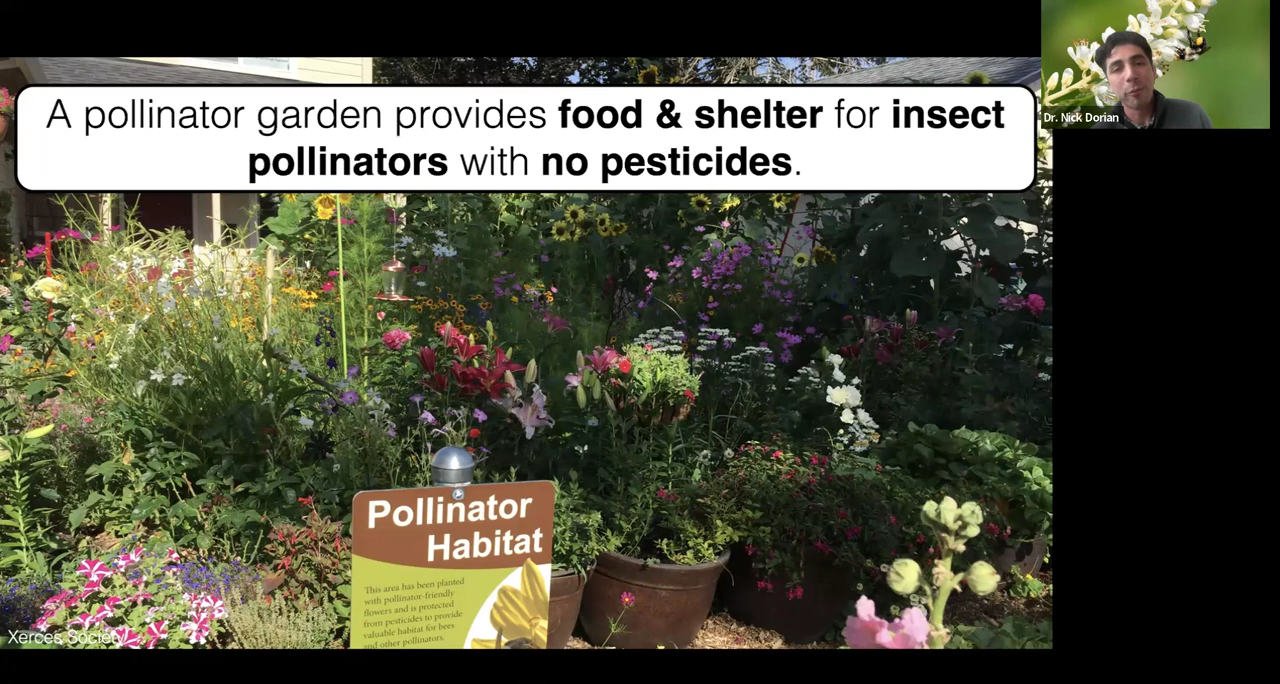 A pollinator garden provides food & shelter for insect
pollinators with no pesticides.
Dr. Nick Dorian
Pollinator
Habitat
This area has been planted
with pollinator-friendly
flowers and is protected
from pesticides to provide
valuable habitat for bees
and other pollinators.
Xerces Society